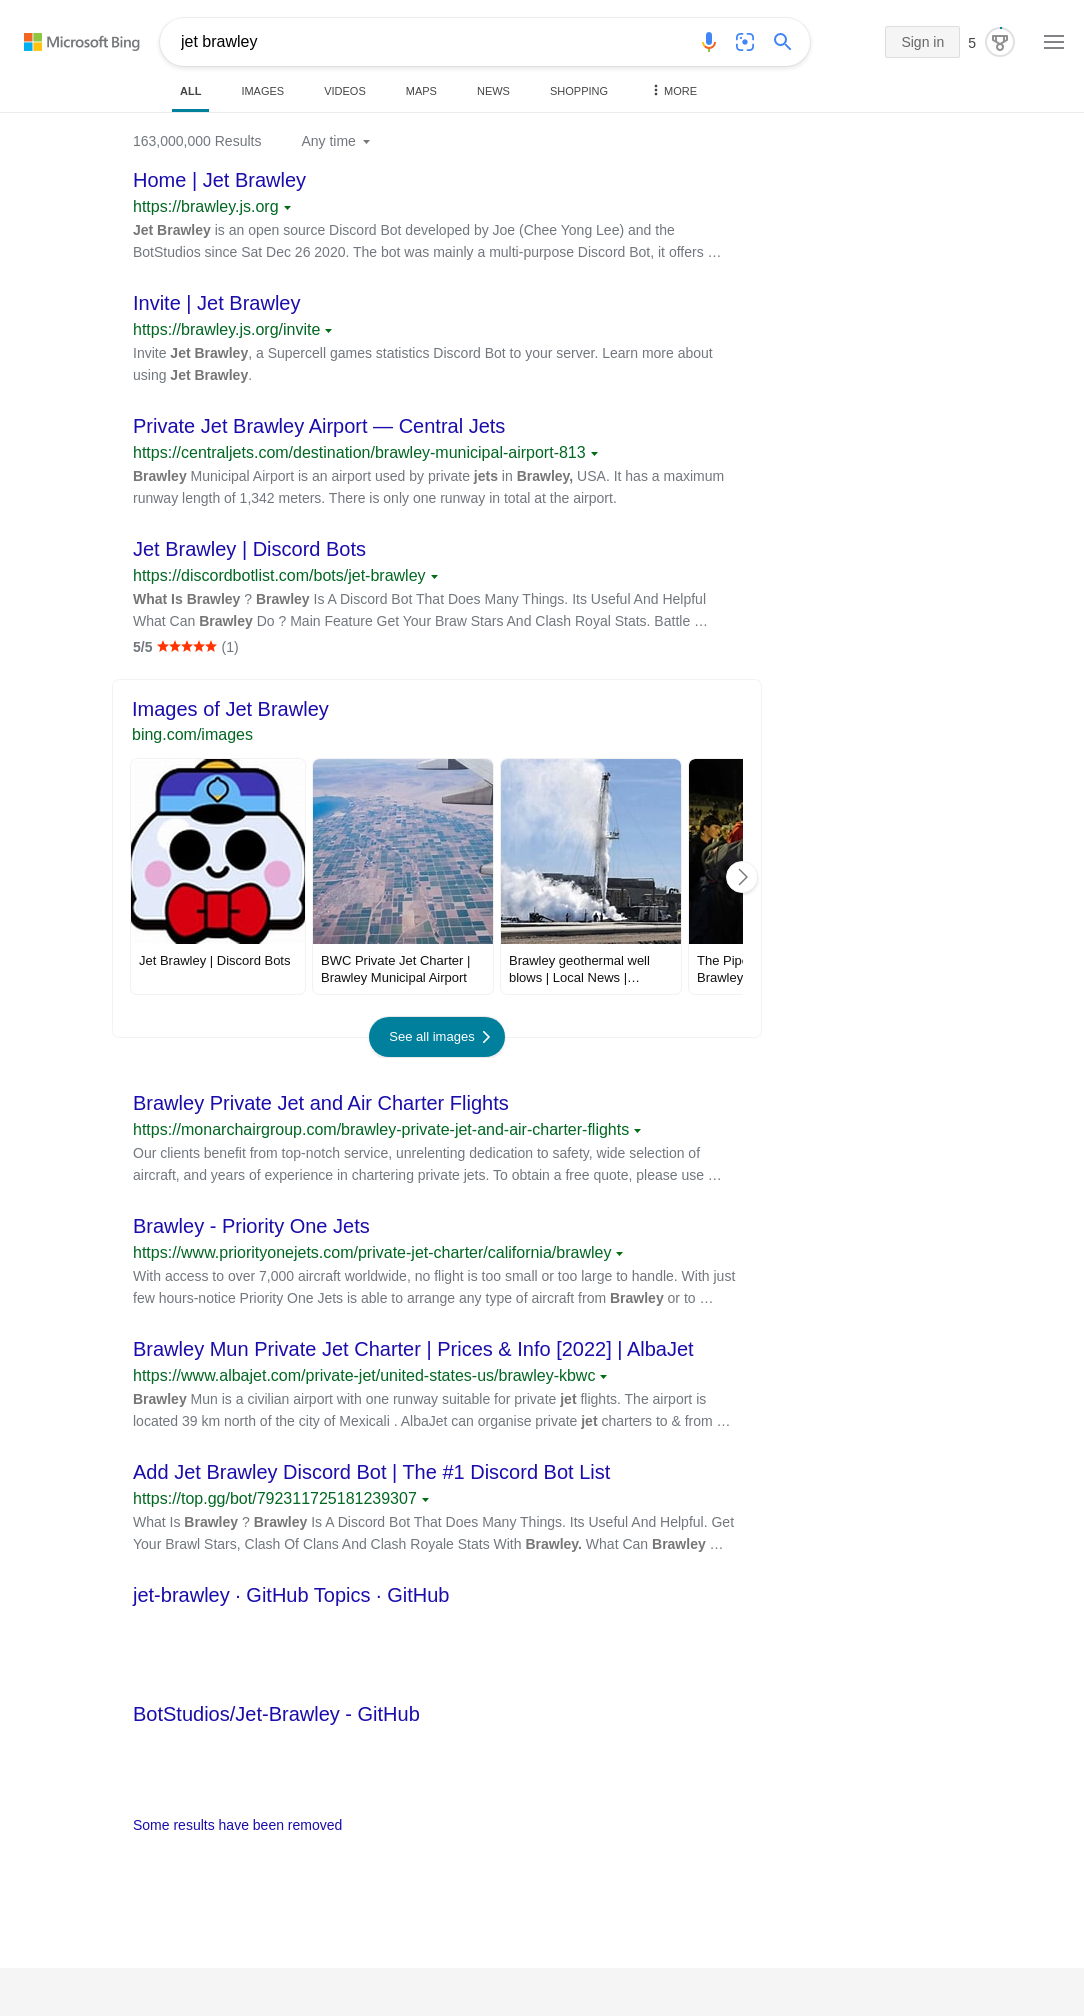 Microsoft Bing
jet brawley
Sign in
5
ALL
IMAGES
VIDEOS
MAPS
NEWS
SHOPPING
MORE
163,000,000 Results
Any time
Home | Jet Brawley
https://brawley.js.org
Jet Brawley is an open source Discord Bot developed by Joe (Chee Yong Lee) and the
BotStudios since Sat Dec 26 2020. The bot was mainly a multi-purpose Discord Bot, it offers …
Invite | Jet Brawley
https://brawley.js.org/invite
Invite Jet Brawley, a Supercell games statistics Discord Bot to your server. Learn more about
using Jet Brawley.
Private Jet Brawley Airport — Central Jets
https://centraljets.com/destination/brawley-municipal-airport-813
Brawley Municipal Airport is an airport used by private jets in Brawley, USA. It has a maximum
runway length of 1,342 meters. There is only one runway in total at the airport.
Jet Brawley | Discord Bots
https://discordbotlist.com/bots/jet-brawley
What Is Brawley ? Brawley Is A Discord Bot That Does Many Things. Its Useful And Helpful
What Can Brawley Do ? Main Feature Get Your Braw Stars And Clash Royal Stats. Battle …
5/5 ★★★★★ (1)
Images of Jet Brawley
bing.com/images
Jet Brawley | Discord Bots
BWC Private Jet Charter |
Brawley Municipal Airport
Brawley geothermal well
blows | Local News |…
The Pip
Brawley
See all images
Brawley Private Jet and Air Charter Flights
https://monarchairgroup.com/brawley-private-jet-and-air-charter-flights
Our clients benefit from top-notch service, unrelenting dedication to safety, wide selection of
aircraft, and years of experience in chartering private jets. To obtain a free quote, please use …
Brawley - Priority One Jets
https://www.priorityonejets.com/private-jet-charter/california/brawley
With access to over 7,000 aircraft worldwide, no flight is too small or too large to handle. With just
few hours-notice Priority One Jets is able to arrange any type of aircraft from Brawley or to …
Brawley Mun Private Jet Charter | Prices & Info [2022] | AlbaJet
https://www.albajet.com/private-jet/united-states-us/brawley-kbwc
Brawley Mun is a civilian airport with one runway suitable for private jet flights. The airport is
located 39 km north of the city of Mexicali . AlbaJet can organise private jet charters to & from …
Add Jet Brawley Discord Bot | The #1 Discord Bot List
https://top.gg/bot/792311725181239307
What Is Brawley ? Brawley Is A Discord Bot That Does Many Things. Its Useful And Helpful. Get
Your Brawl Stars, Clash Of Clans And Clash Royale Stats With Brawley. What Can Brawley …
jet-brawley · GitHub Topics · GitHub
BotStudios/Jet-Brawley - GitHub
Some results have been removed